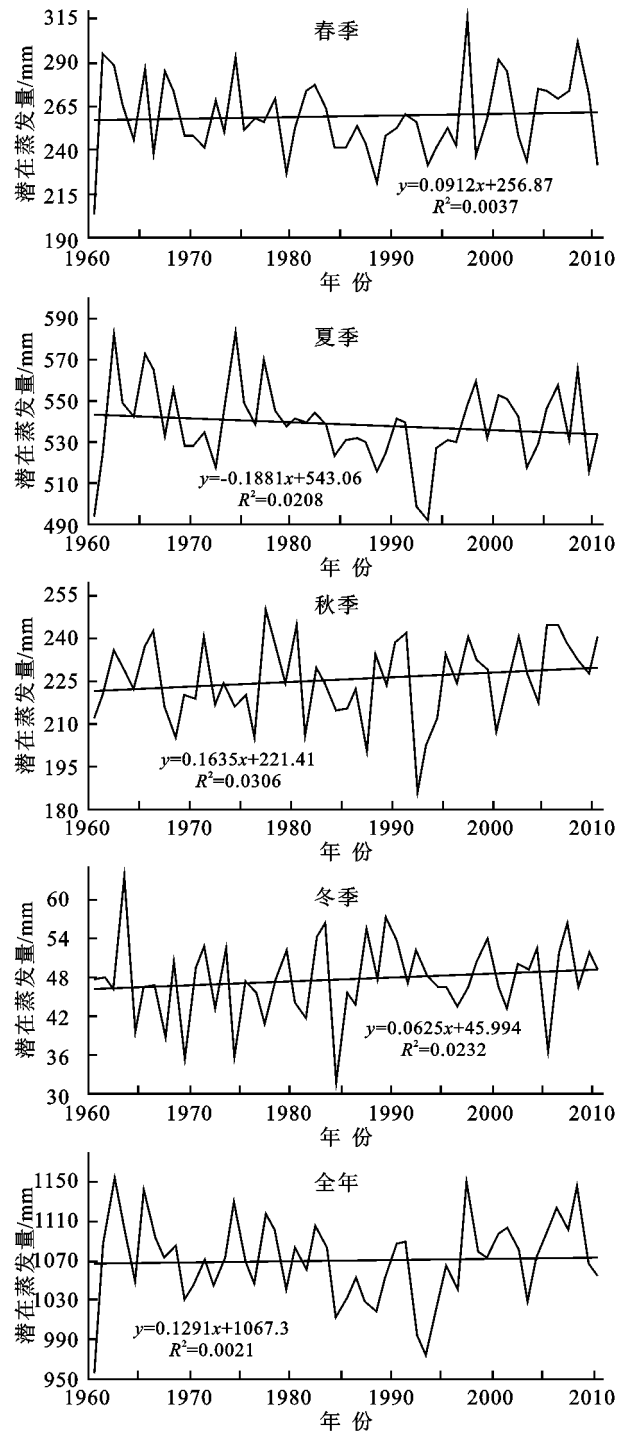 春季
潜在蒸发量/mm
315
290
265
240
215
190
y=0.0912x+256.87
R²=0.0037
1960 1970 1980 1990 2000 2010
年 份
夏季
潜在蒸发量/mm
590
570
550
530
510
490
y=-0.1881x+543.06
R²=0.0208
1960 1970 1980 1990 2000 2010
年 份
秋季
潜在蒸发量/mm
255
240
225
210
195
180
y=0.1635x+221.41
R²=0.0306
1960 1970 1980 1990 2000 2010
年 份
冬季
潜在蒸发量/mm
60
54
48
42
36
30
y=0.0625x+45.994
R²=0.0232
1960 1970 1980 1990 2000 2010
年 份
全年
潜在蒸发量/mm
1150
1110
1070
1030
990
950
y=0.1291x+1067.3
R²=0.0021
1960 1970 1980 1990 2000 2010
年 份